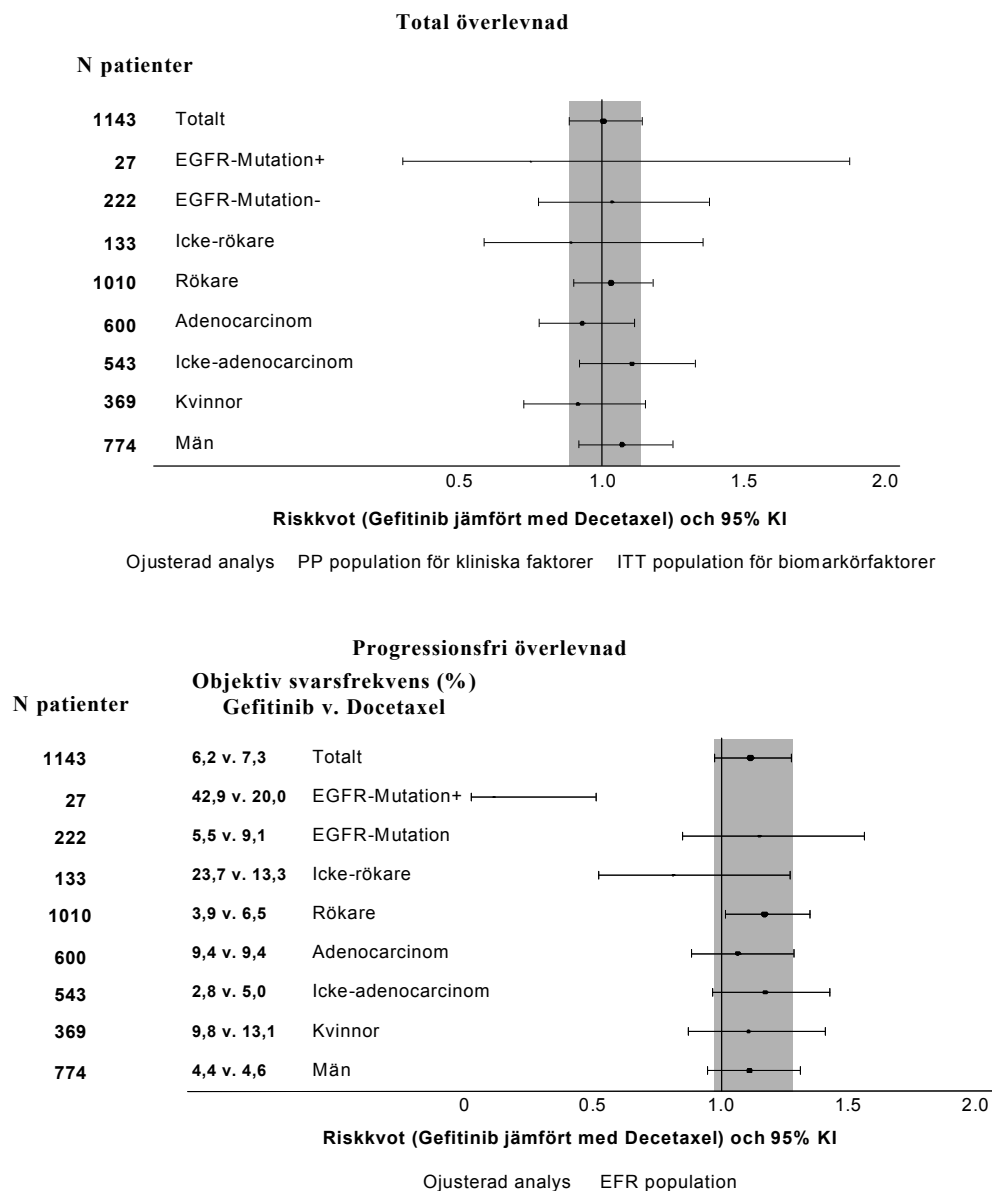 Total överlevnad
N patienter
1143 Totalt
27 EGFR-Mutation+
222 EGFR-Mutation-
133 Icke-rökare
1010 Rökare
600 Adenocarcinom
543 Icke-adenocarcinom
369 Kvinnor
774 Män
0.5 1.0 1.5 2.0
Riskkvot (Gefitinib jämfört med Decetaxel) och 95% KI
Ojusterad analys PP population för kliniska faktorer ITT population för biomarkörfaktorer
Progressionsfri överlevnad
Objektiv svarsfrekvens (%)
N patienter Gefitinib v. Docetaxel
1143 6,2 v. 7,3 Totalt
27 42,9 v. 20,0 EGFR-Mutation+
222 5,5 v. 9,1 EGFR-Mutation
133 23,7 v. 13,3 Icke-rökare
1010 3,9 v. 6,5 Rökare
600 9,4 v. 9,4 Adenocarcinom
543 2,8 v. 5,0 Icke-adenocarcinom
369 9,8 v. 13,1 Kvinnor
774 4,4 v. 4,6 Män
0 0.5 1.0 1.5 2.0
Riskkvot (Gefitinib jämfört med Decetaxel) och 95% KI
Ojusterad analys EFR population